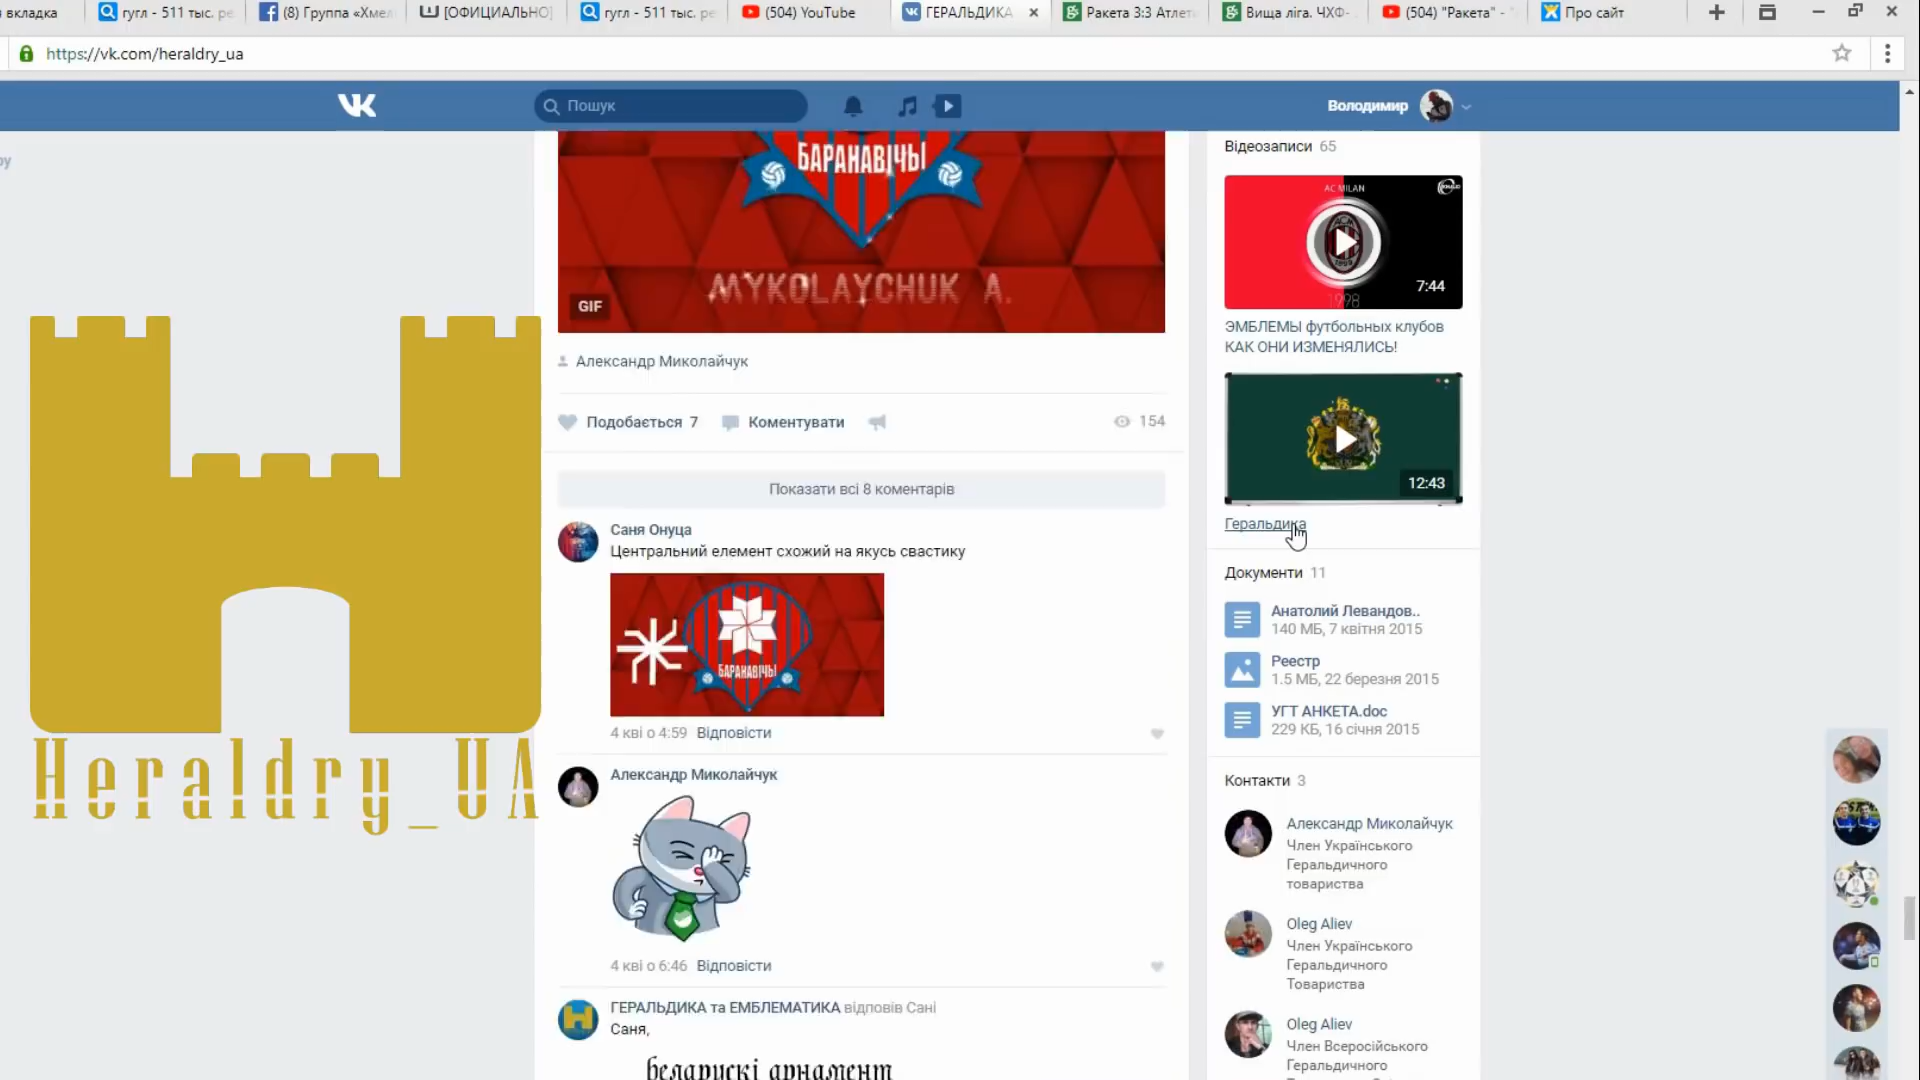 вкладка
гугл - 511 тыс. ре
(8) Группа «Хмел
[ОФИЦИАЛЬНО]
гугл - 511 тыс. ре
(504) YouTube
ГЕРАЛЬДИКА
Ракета 3:3 Атлет
Вища ліга. ЧХФ-
(504) "Ракета" -
Про сайт
https://vk.com/heraldry_ua
Пошук
Володимир
БАРАНАВІЧЫ
MYKOLAYCHUK A.
GIF
Александр Миколайчук
Подобається 7
Коментувати
154
Показати всі 8 коментарів
Саня Онуца
Центральний елемент схожий на якусь свастику
БАРАНАВІЧЫ
4 кві о 4:59 Відповісти
Александр Миколайчук
4 кві о 6:46 Відповісти
ГЕРАЛЬДИКА та ЕМБЛЕМАТИКА відповів Сані
Саня,
беларускі арнамент
Heraldry_UA
Відеозаписи 65
AC MILAN
1998
7:44
ЭМБЛЕМЫ футбольных клубов
КАК ОНИ ИЗМЕНЯЛИСЬ!
12:43
Геральдика
Документи 11
Анатолий Левандов..
140 МБ, 7 квітня 2015
Реестр
1.5 МБ, 22 березня 2015
УГТ АНКЕТА.doc
229 КБ, 16 січня 2015
Контакти 3
Александр Миколайчук
Член Українського
Геральдичного
товариства
Oleg Aliev
Член Українського
Геральдичного
Товариства
Oleg Aliev
Член Всеросійського
Геральдичного